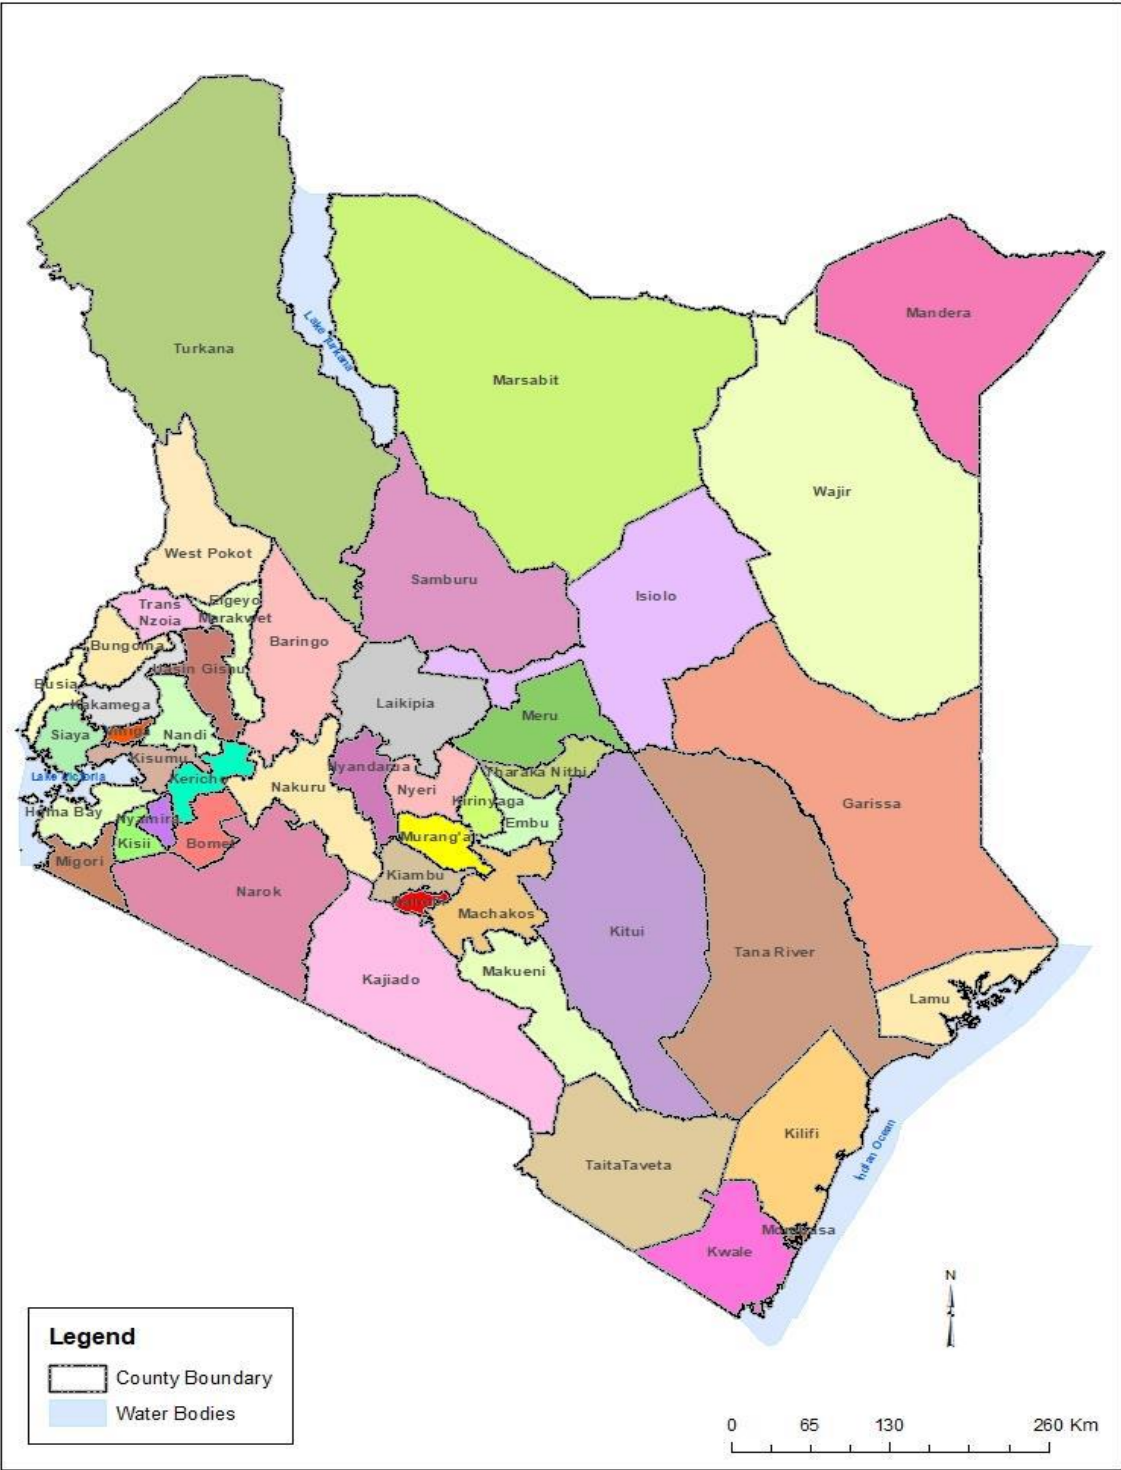 Mandera
Lake Turkana
Turkana
Marsabit
Wajir
West Pokot
Samburu
Isiolo
Elgeyo
Marakwet
Trans
Nzoia
Baringo
Bungoma
Uasin Gishu
Busia
Kakamega
Laikipia
Meru
Siaya
Vihiga
Nandi
Kisumu
Lake Victoria
Kericho
Nyandarua
Tharaka Nithi
Nakuru
Nyeri
Kirinyaga
Garissa
Homa Bay
Nyamira
Embu
Murang'a
Kisii
Bomet
Migori
Kiambu
Narok
Nairobi
Machakos
Kitui
Tana River
Makueni
Kajiado
Lamu
Kilifi
Indian Ocean
TaitaTaveta
Mombasa
Kwale
N
Legend
County Boundary
Water Bodies
0 65 130 260 Km